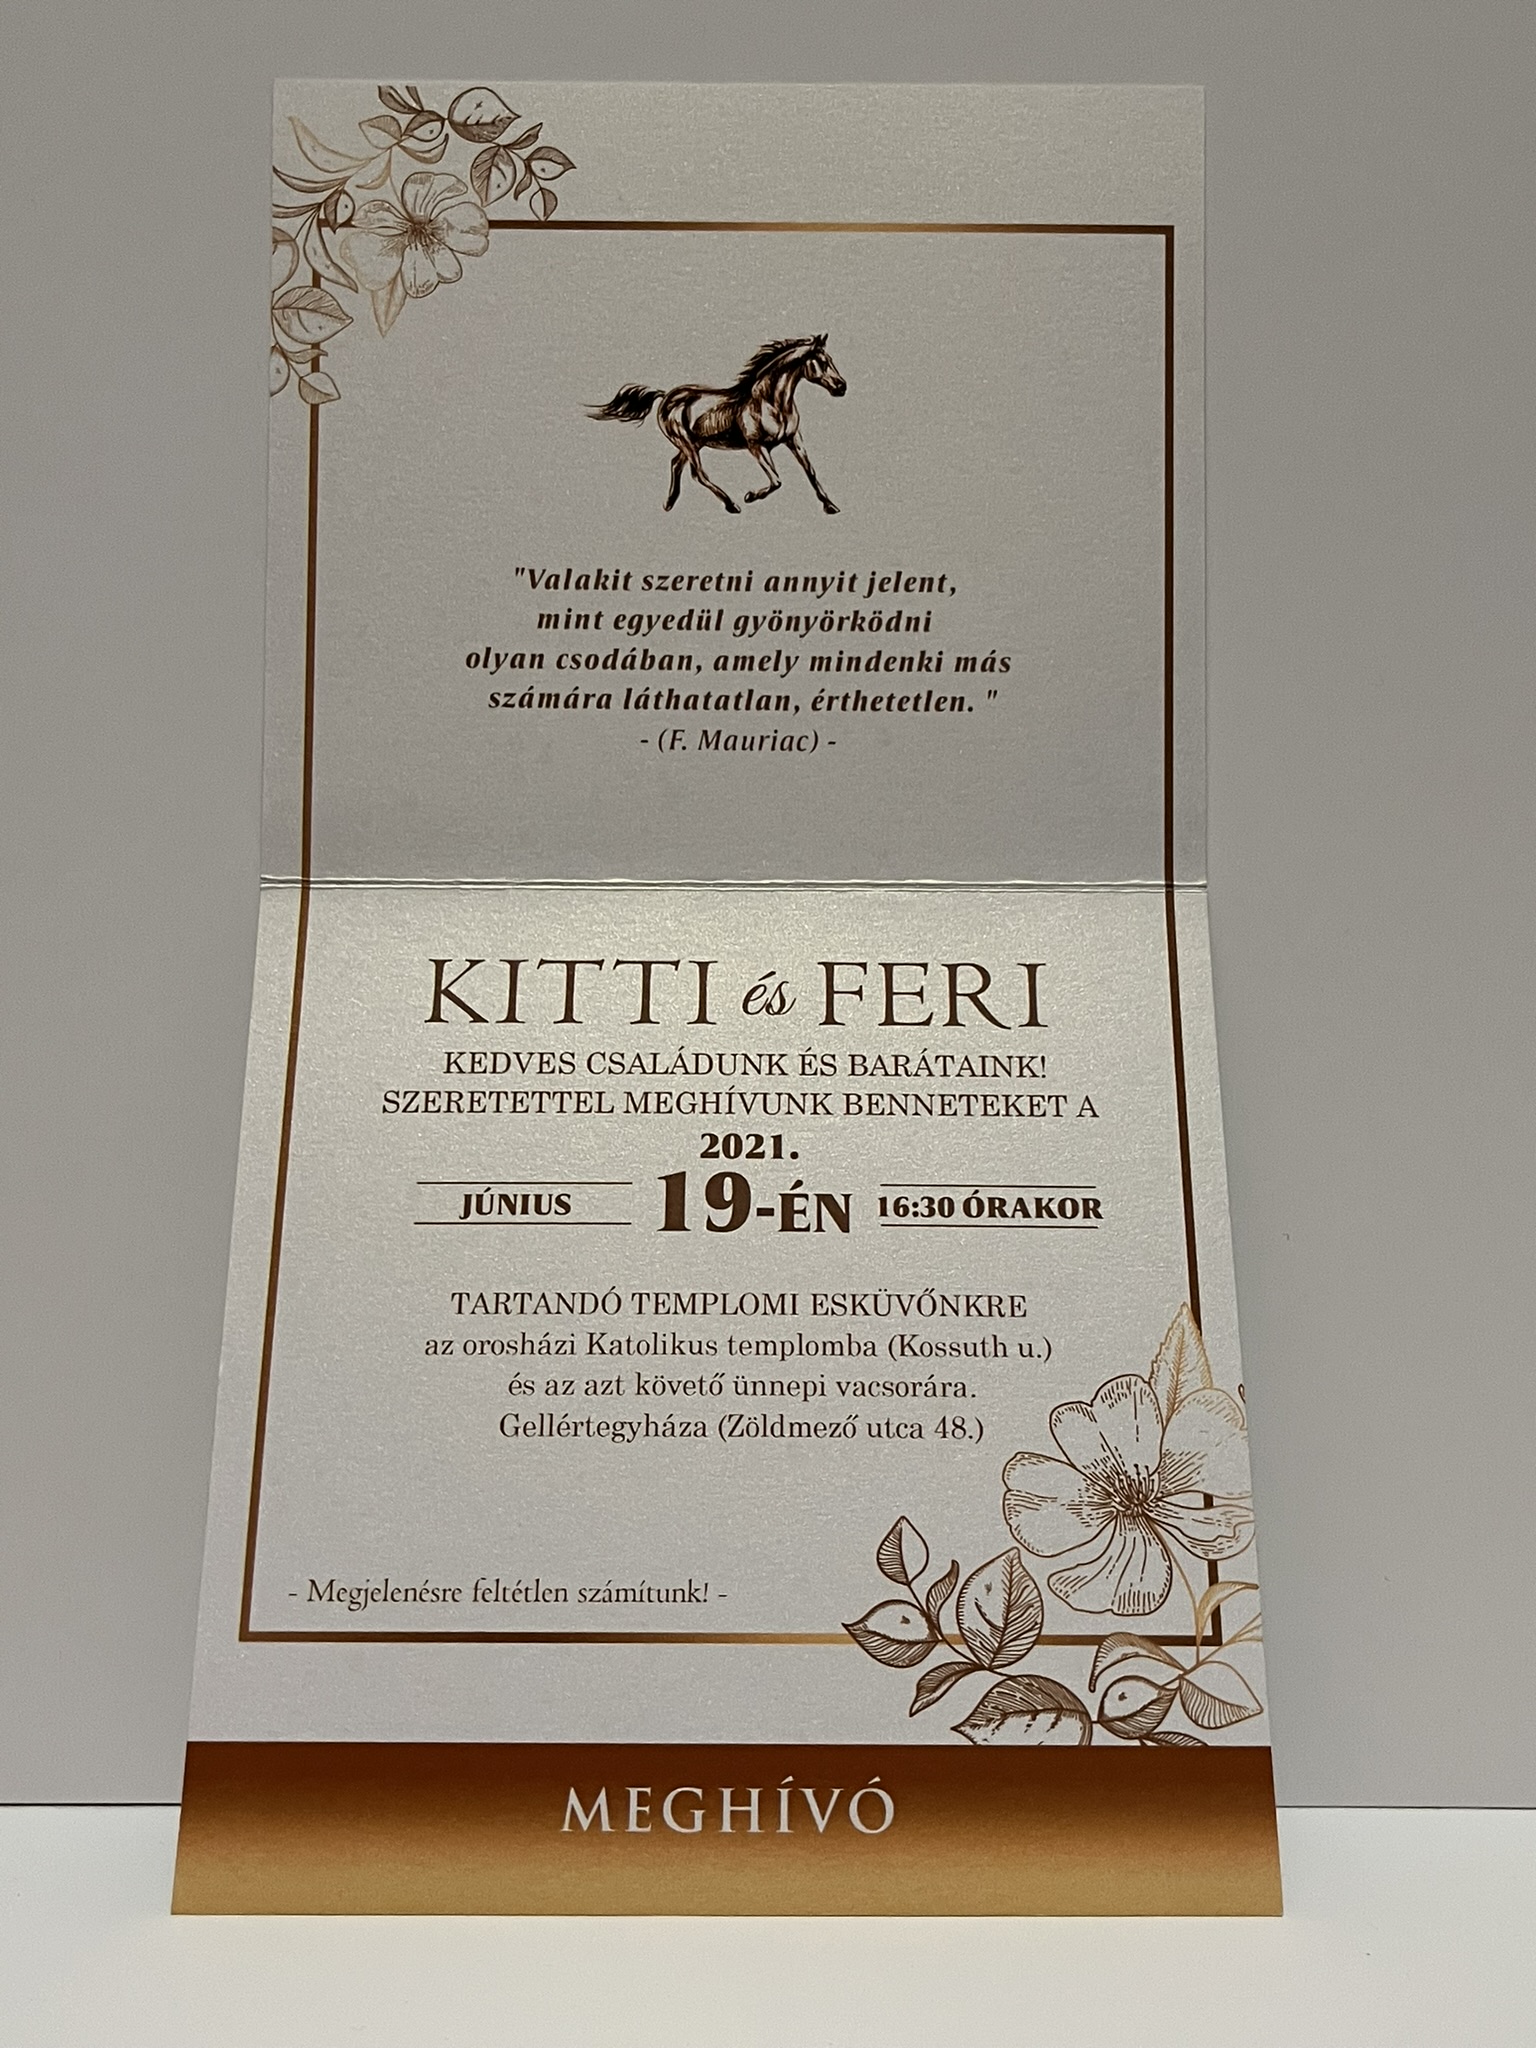 "Valakit szeretni annyit jelent,
mint egyedül gyönyörködni
olyan csodában, amely mindenki más
számára láthatatlan, érthetetlen. "
- (F. Mauriac) -
KITTI és FERI
KEDVES CSALÁDUNK ÉS BARÁTAINK!
SZERETETTEL MEGHÍVUNK BENNETEKET A
2021.
JÚNIUS 19-ÉN 16:30 ÓRAKOR
TARTANDÓ TEMPLOMI ESKÜVŐNKRE
az orosházi Katolikus templomba (Kossuth u.)
és az azt követő ünnepi vacsorára.
Gellértegyháza (Zöldmező utca 48.)
- Megjelenésre feltétlen számítunk! -
MEGHÍVÓ